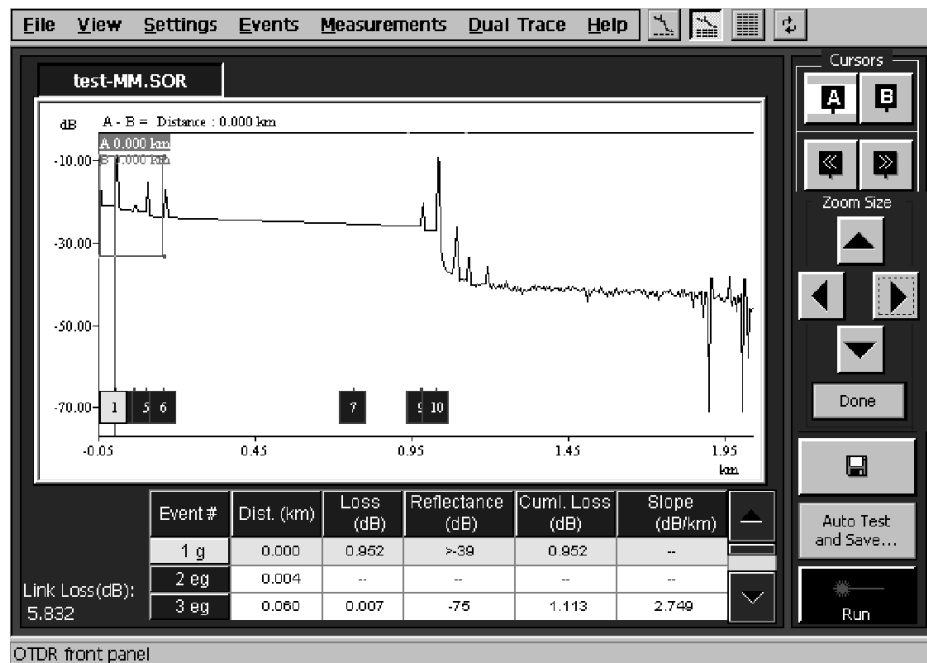 File View Settings Events Measurements Dual Trace Help
Cursors
test-MM.SOR
A B
dB A - B = Distance : 0.000 km
A 0.000 km
B 0.000 km
-10.00
Zoom Size
-30.00
-50.00
-70.00
1 5 6 7 9 10
Done
-0.05 0.45 0.95 1.45 1.95
km
Event # Dist. (km) Loss (dB) Reflectance (dB) Cuml. Loss (dB) Slope (dB/km)
1 g 0.000 0.952 >-39 0.952 --
2 eg 0.004 -- -- -- --
3 eg 0.060 0.007 -75 1.113 2.749
Link Loss(dB):
5.832
Auto Test
and Save...
Run
OTDR front panel